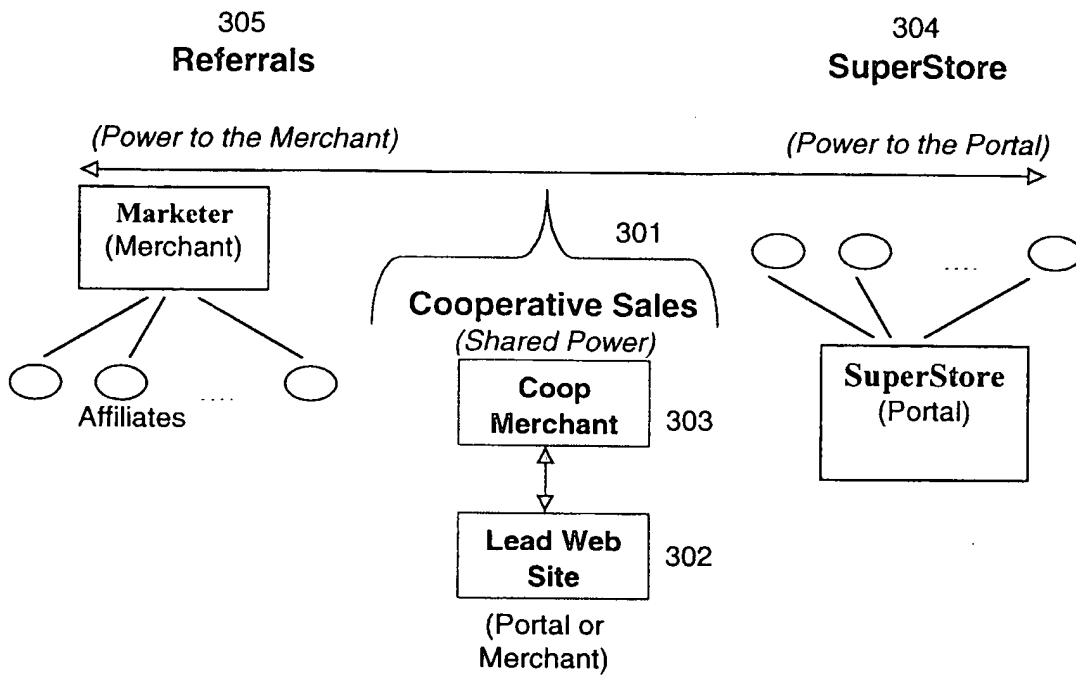 305
Referrals
304
SuperStore
(Power to the Merchant)
(Power to the Portal)
Marketer
(Merchant)
Affiliates
....
301
Cooperative Sales
(Shared Power)
Coop
Merchant
303
Lead Web
Site
302
(Portal or
Merchant)
....
SuperStore
(Portal)